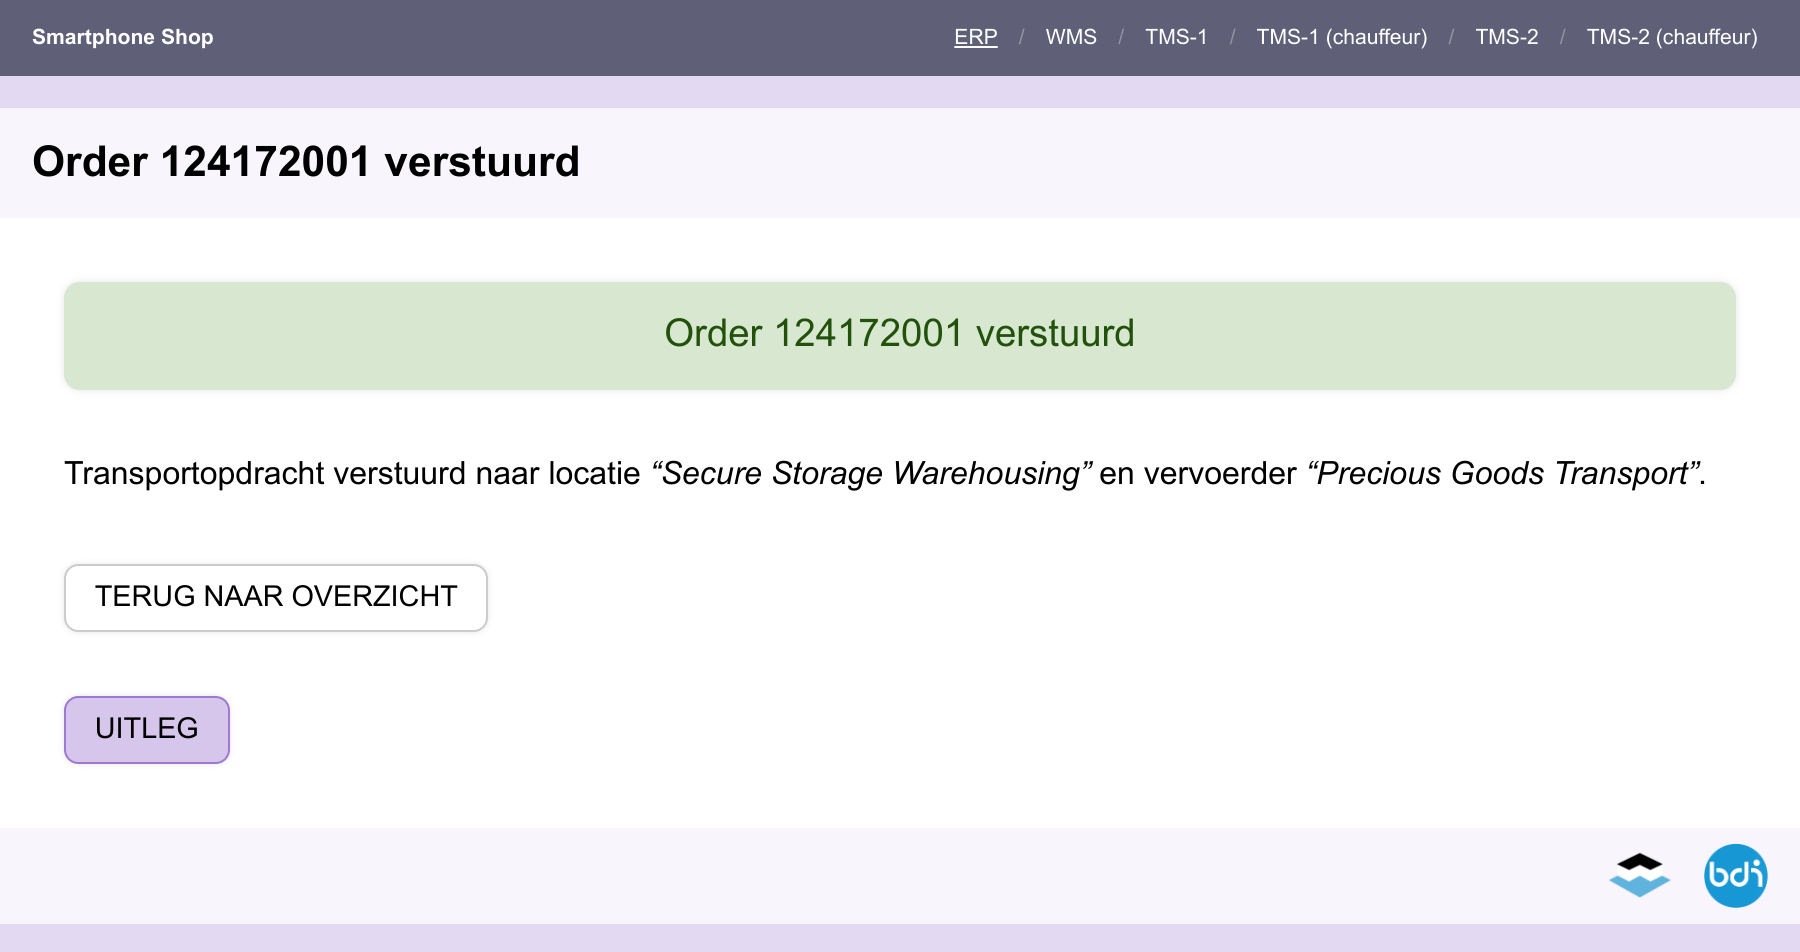 Smartphone Shop
ERP / WMS / TMS-1 / TMS-1 (chauffeur) / TMS-2 / TMS-2 (chauffeur)
Order 124172001 verstuurd
Order 124172001 verstuurd
Transportopdracht verstuurd naar locatie “Secure Storage Warehousing” en vervoerder “Precious Goods Transport”.
TERUG NAAR OVERZICHT
UITLEG
bdi